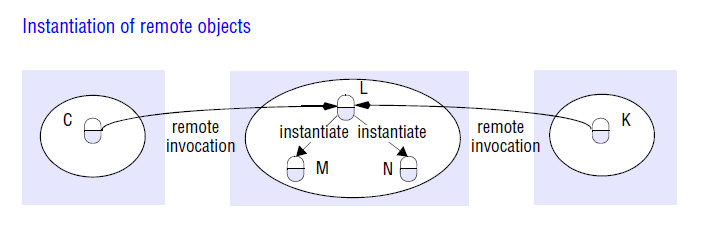 Instantiation of remote objects
L
C
K
remote
invocation
instantiate instantiate
remote
invocation
M
N